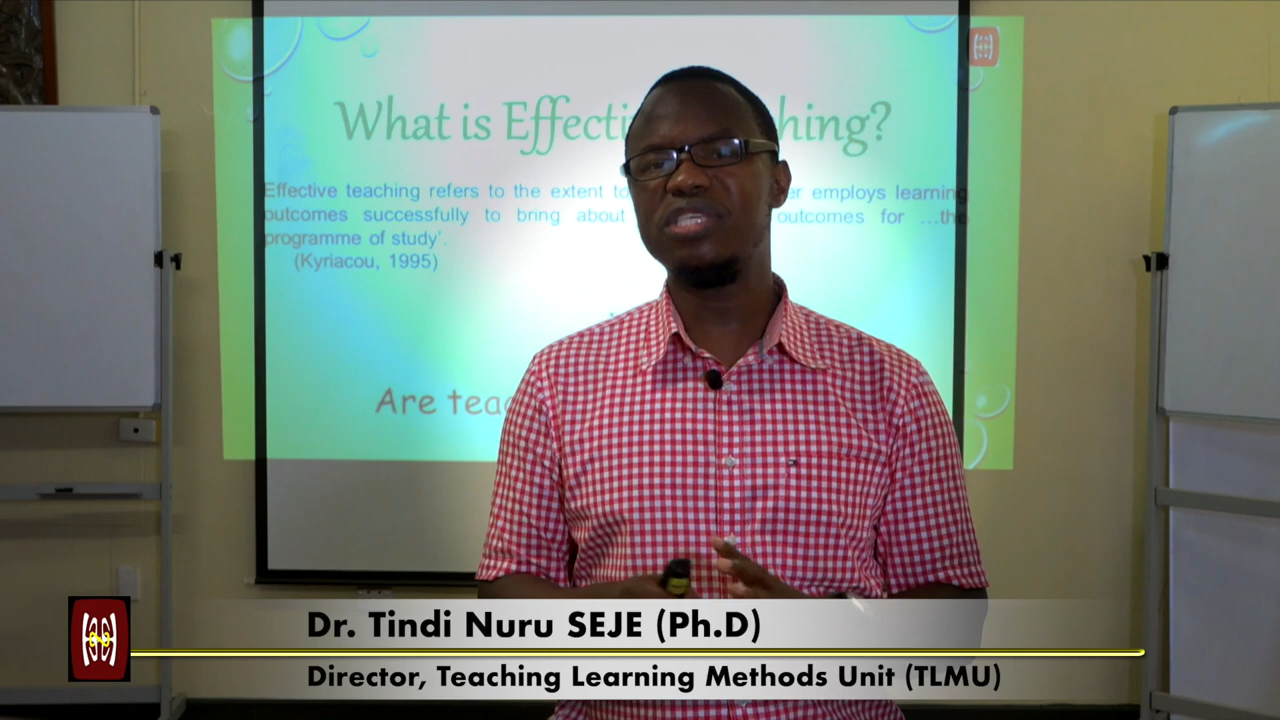 What is Effecti hing?
Effective teaching refers to the extent to er employs learning
outcomes successfully to bring about outcomes for ...the
programme of study'.
(Kyriacou, 1995)
Are teac
Dr. Tindi Nuru SEJE (Ph.D)
Director, Teaching Learning Methods Unit (TLMU)